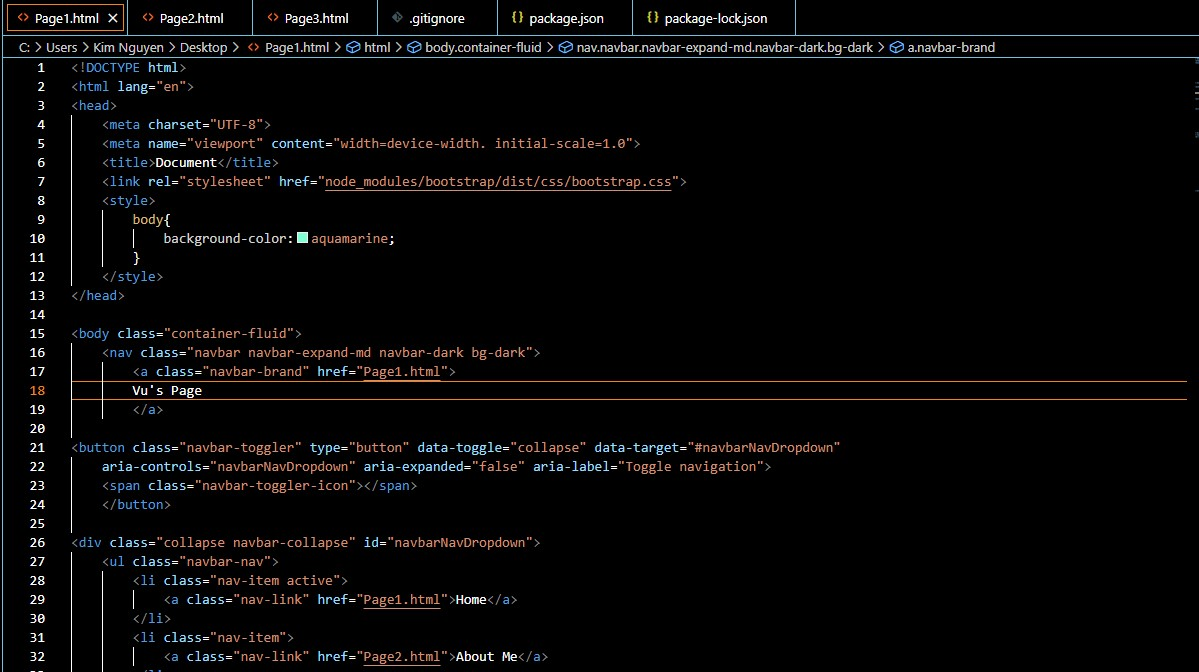 Page1.html Page2.html Page3.html .gitignore {} package.json {} package-lock.json
C: > Users > Kim Nguyen > Desktop > Page1.html > html > body.container-fluid > nav.navbar.navbar-expand-md.navbar-dark.bg-dark > a.navbar-brand
1 <!DOCTYPE html>
2 <html lang="en">
3 <head>
4 <meta charset="UTF-8">
5 <meta name="viewport" content="width=device-width. initial-scale=1.0">
6 <title>Document</title>
7 <link rel="stylesheet" href="node_modules/bootstrap/dist/css/bootstrap.css">
8 <style>
9 body{
10 background-color: aquamarine;
11 }
12 </style>
13 </head>
14
15 <body class="container-fluid">
16 <nav class="navbar navbar-expand-md navbar-dark bg-dark">
17 <a class="navbar-brand" href="Page1.html">
18 Vu's Page
19 </a>
20
21 <button class="navbar-toggler" type="button" data-toggle="collapse" data-target="#navbarNavDropdown"
22 aria-controls="navbarNavDropdown" aria-expanded="false" aria-label="Toggle navigation">
23 <span class="navbar-toggler-icon"></span>
24 </button>
25
26 <div class="collapse navbar-collapse" id="navbarNavDropdown">
27 <ul class="navbar-nav">
28 <li class="nav-item active">
29 <a class="nav-link" href="Page1.html">Home</a>
30 </li>
31 <li class="nav-item">
32 <a class="nav-link" href="Page2.html">About Me</a>